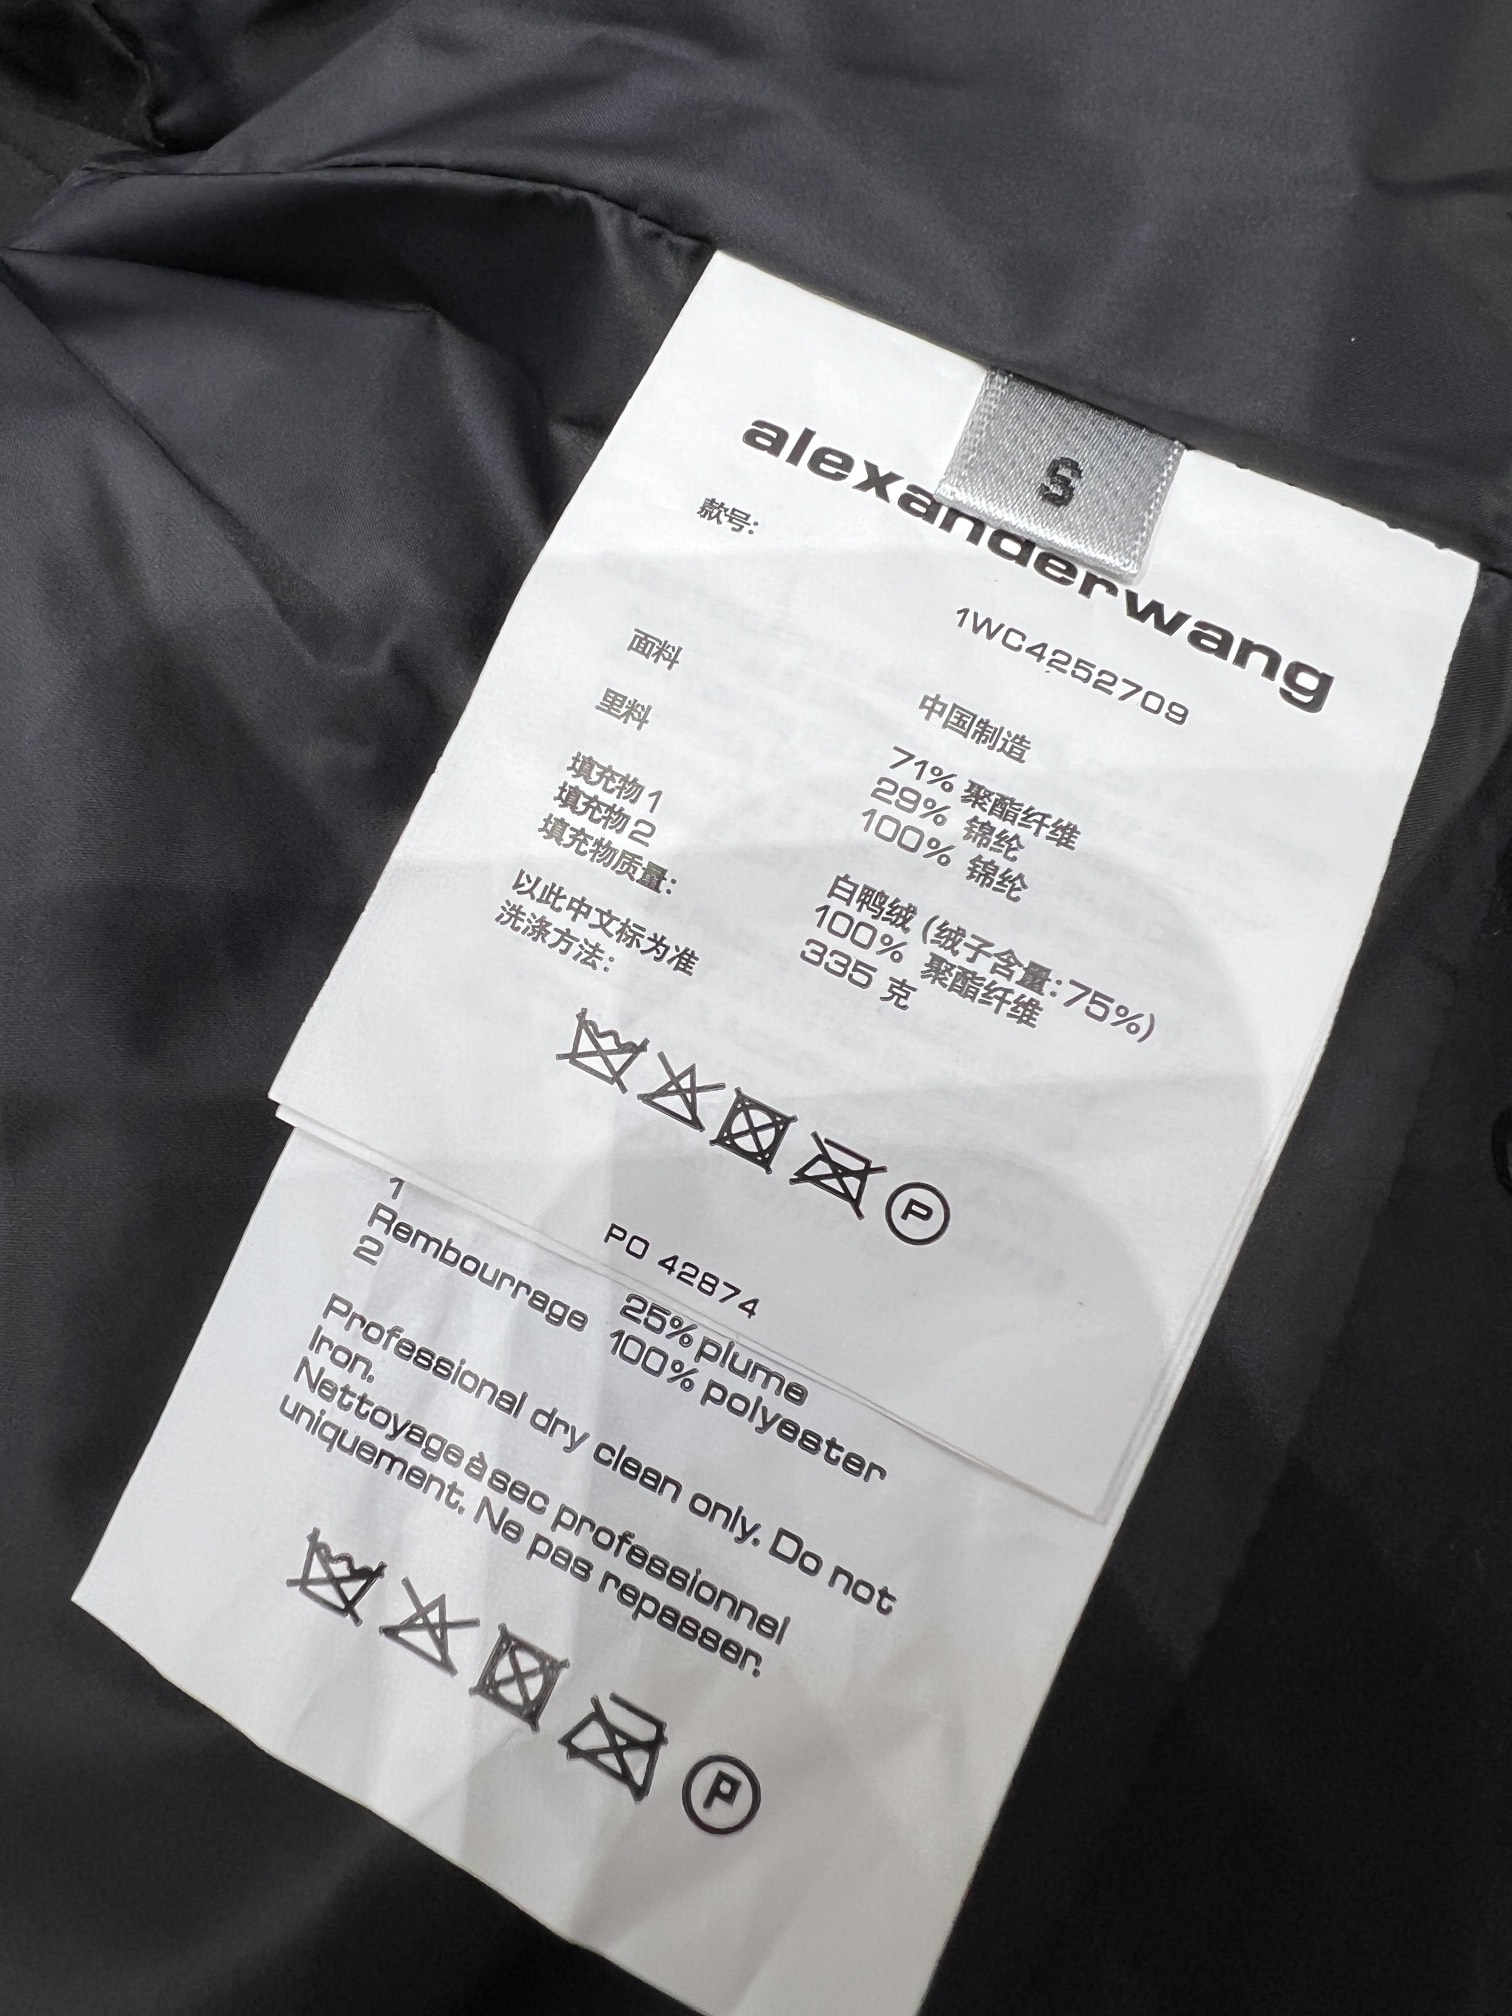 S
alexanderwang
款号:
1WC4252709
中国制造
面料 71% 聚酯纤维
29% 锦纶
里料 100% 锦纶
填充物 1 白鸭绒 (绒子含量:75%)
填充物 2 100% 聚酯纤维
填充物质量: 335 克
以此中文标为准
洗涤方法:
P
PO 42874
1 25% plume
Rembourrage 100% polyester
2
Professional dry clean only. Do not
Iron.
Nettoyage à sec professionnel
uniquement. Ne pas repasser.
P